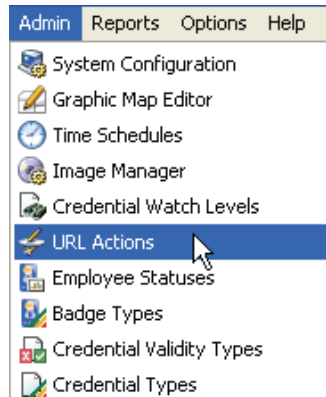 Admin Reports Options Help
System Configuration
Graphic Map Editor
Time Schedules
Image Manager
Credential Watch Levels
URL Actions
Employee Statuses
Badge Types
Credential Validity Types
Credential Types